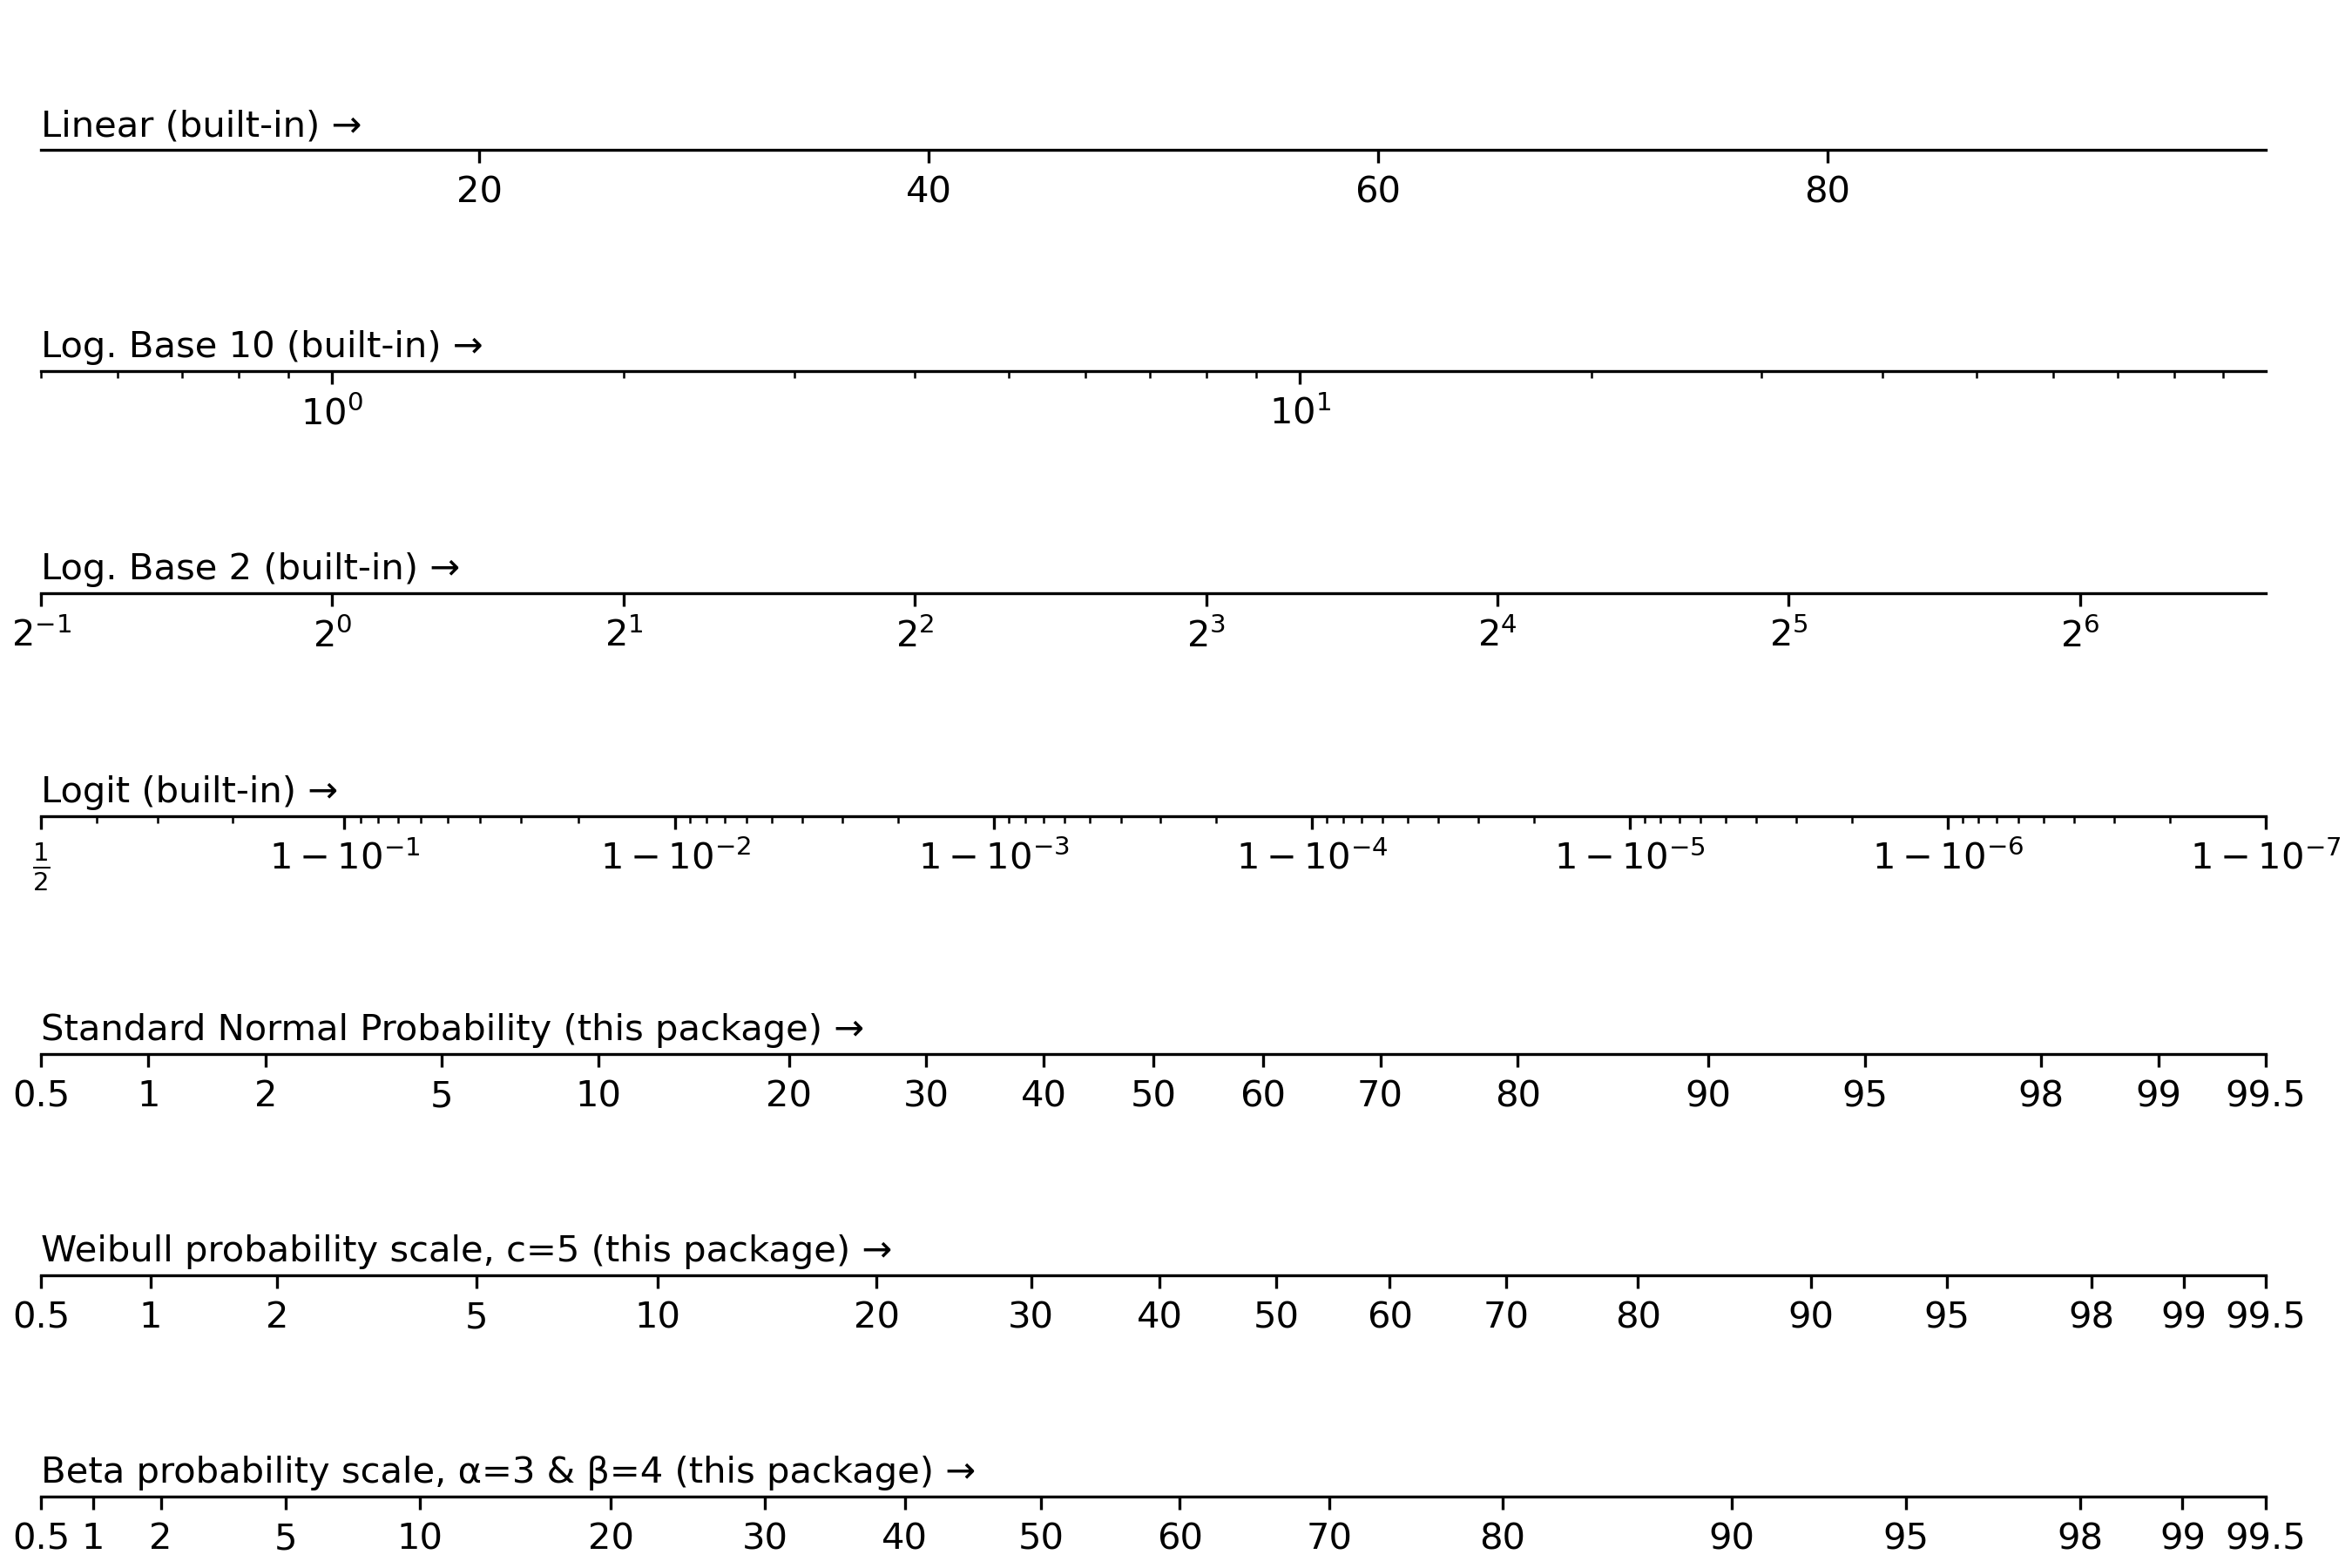 Linear (built-in) →
20 40 60 80
Log. Base 10 (built-in) →
10⁰ 10¹
Log. Base 2 (built-in) →
2⁻¹ 2⁰ 2¹ 2² 2³ 2⁴ 2⁵ 2⁶
Logit (built-in) →
1/2 1−10⁻¹ 1−10⁻² 1−10⁻³ 1−10⁻⁴ 1−10⁻⁵ 1−10⁻⁶ 1−10⁻⁷
Standard Normal Probability (this package) →
0.5 1 2 5 10 20 30 40 50 60 70 80 90 95 98 99 99.5
Weibull probability scale, c=5 (this package) →
0.5 1 2 5 10 20 30 40 50 60 70 80 90 95 98 99 99.5
Beta probability scale, α=3 & β=4 (this package) →
0.5 1 2 5 10 20 30 40 50 60 70 80 90 95 98 99 99.5